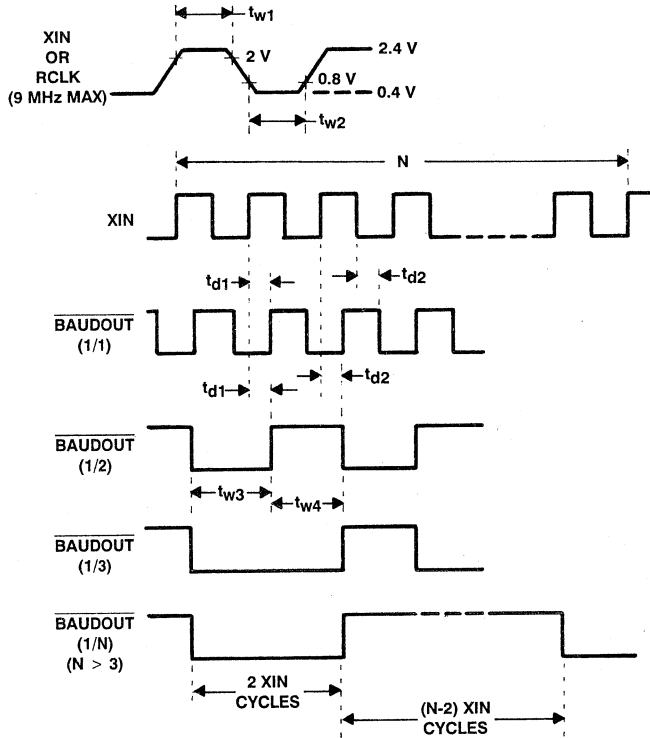 tw1
XIN
OR
RCLK
(9 MHz MAX)
2 V
2.4 V
0.8 V
0.4 V
tw2
N
XIN
td1
td2
BAUDOUT
(1/1)
td1
td2
BAUDOUT
(1/2)
tw3
tw4
BAUDOUT
(1/3)
BAUDOUT
(1/N)
(N > 3)
2 XIN
CYCLES
(N-2) XIN
CYCLES